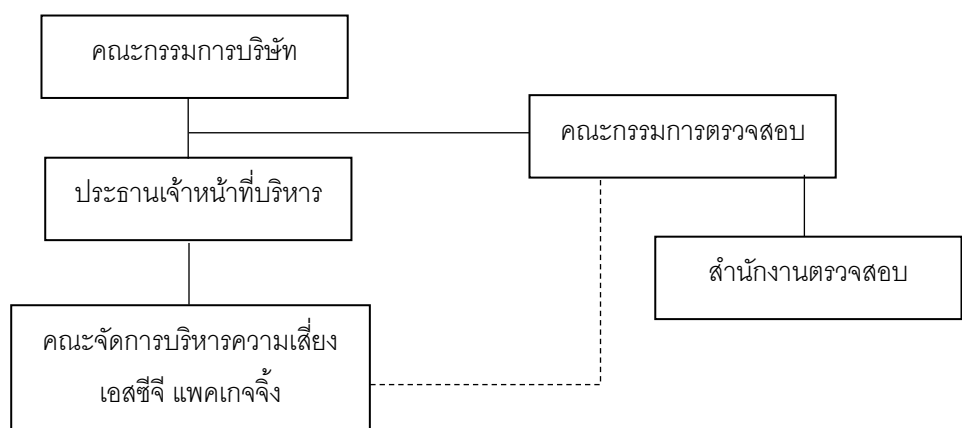 คณะกรรมการบริษัท
คณะกรรมการตรวจสอบ
ประธานเจ้าหน้าที่บริหาร
สำนักงานตรวจสอบ
คณะจัดการบริหารความเสี่ยง
เอสซีจี แพคเกจจิ้ง